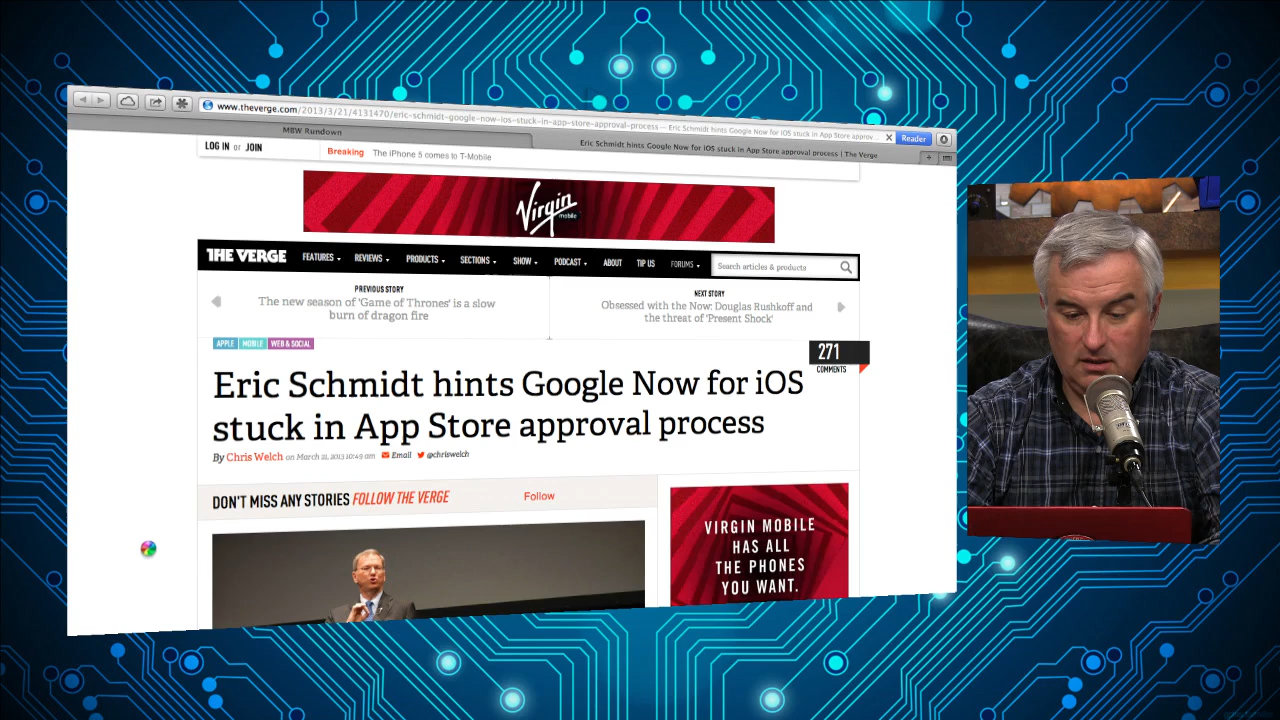 www.theverge.com/2013/3/21/4131470/eric-schmidt-google-now-ios-stuck-in-app-store-approval-process — Eric Schmidt hints Google Now for iOS stuck in App Store approv...
Reader
MBW Rundown
Eric Schmidt hints Google Now for iOS stuck in App Store approval process | The Verge
LOG IN or JOIN
Breaking The iPhone 5 comes to T-Mobile
Virgin
mobile
THE VERGE
FEATURES
REVIEWS
PRODUCTS
SECTIONS
SHOW
PODCAST
ABOUT
TIP US
FORUMS
Search articles & products
PREVIOUS STORY
The new season of 'Game of Thrones' is a slow
burn of dragon fire
NEXT STORY
Obsessed with the Now: Douglas Rushkoff and
the threat of 'Present Shock'
APPLE MOBILE WEB & SOCIAL
271
COMMENTS
Eric Schmidt hints Google Now for iOS
stuck in App Store approval process
By Chris Welch on March 21, 2013 10:49 am Email @chriswelch
DON'T MISS ANY STORIES FOLLOW THE VERGE
Follow
VIRGIN MOBILE
HAS ALL
THE PHONES
YOU WANT.